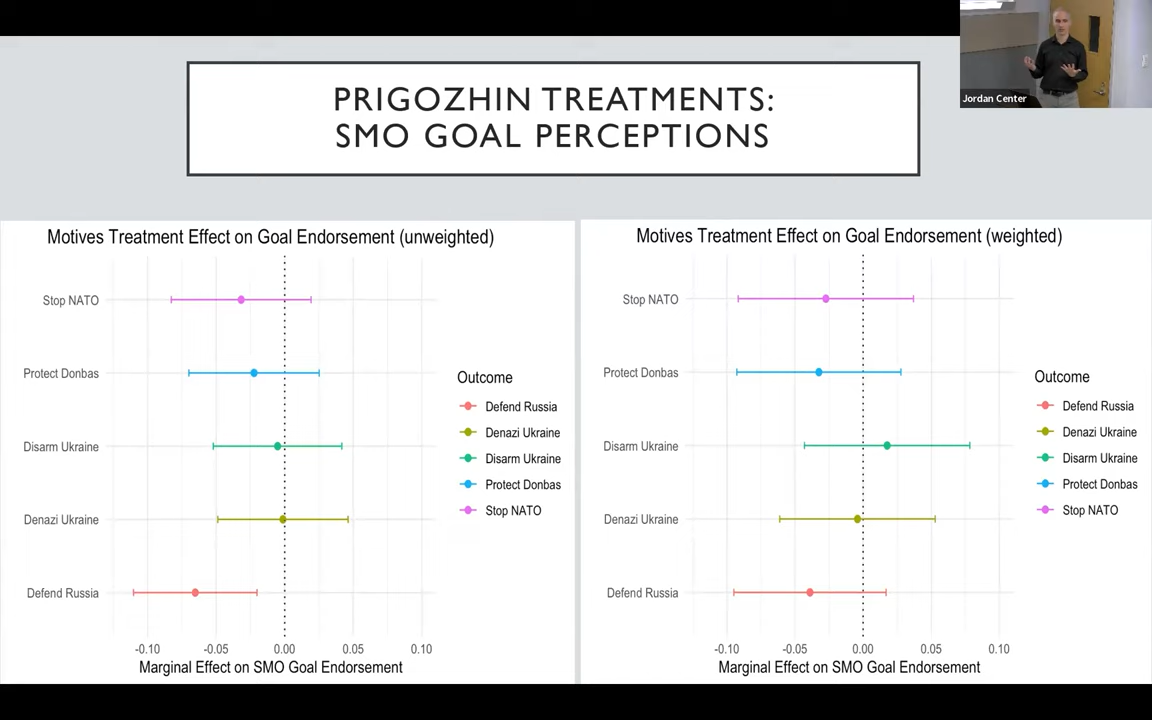 Jordan Center
PRIGOZHIN TREATMENTS:
SMO GOAL PERCEPTIONS
Motives Treatment Effect on Goal Endorsement (unweighted)
Stop NATO
Protect Donbas
Disarm Ukraine
Denazi Ukraine
Defend Russia
-0.10 -0.05 0.00 0.05 0.10
Marginal Effect on SMO Goal Endorsement
Outcome
Defend Russia
Denazi Ukraine
Disarm Ukraine
Protect Donbas
Stop NATO
Motives Treatment Effect on Goal Endorsement (weighted)
Stop NATO
Protect Donbas
Disarm Ukraine
Denazi Ukraine
Defend Russia
-0.10 -0.05 0.00 0.05 0.10
Marginal Effect on SMO Goal Endorsement
Outcome
Defend Russia
Denazi Ukraine
Disarm Ukraine
Protect Donbas
Stop NATO